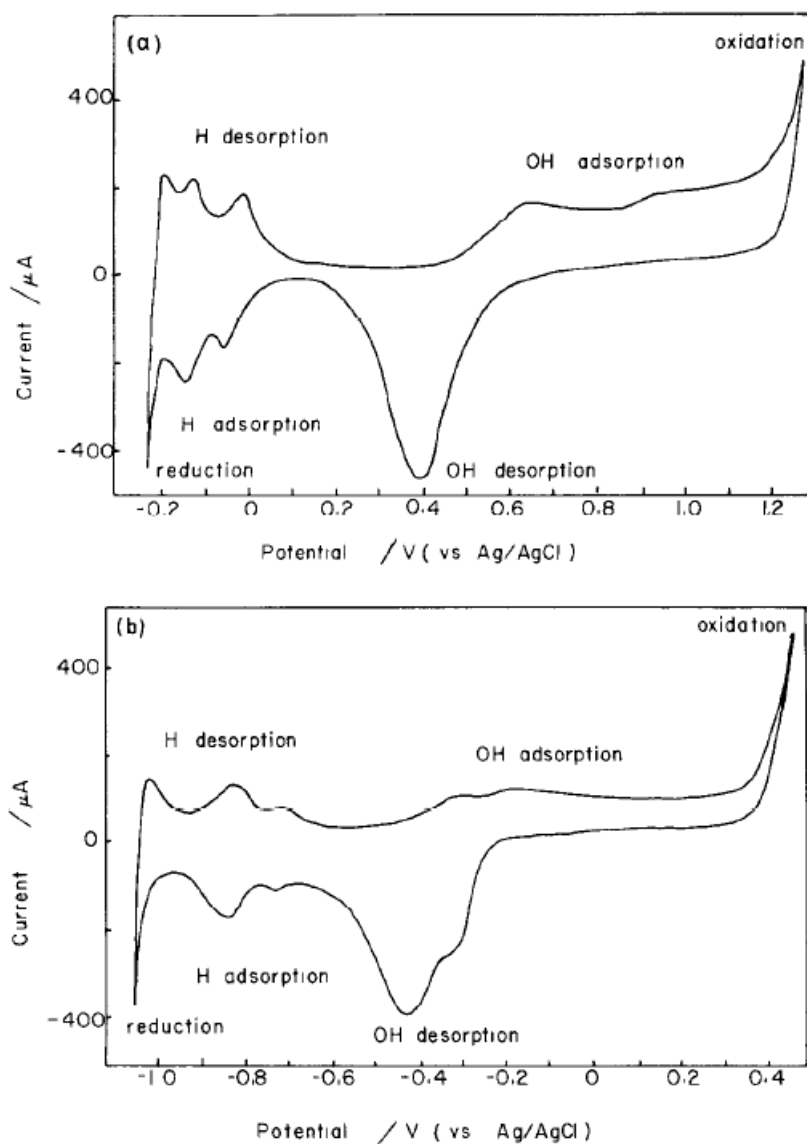 (a)
oxidation
400
H desorption
OH adsorption
0
Current /μA
H adsorption
-400
reduction
OH desorption
-0.2 0 0.2 0.4 0.6 0.8 1.0 1.2
Potential /V ( vs Ag/AgCl)
(b)
oxidation
400
H desorption
OH adsorption
0
Current /μA
H adsorption
-400
reduction
OH desorption
-1 0 -0.8 -0.6 -0.4 -0.2 0 0.2 0.4
Potential /V ( vs Ag/AgCl)